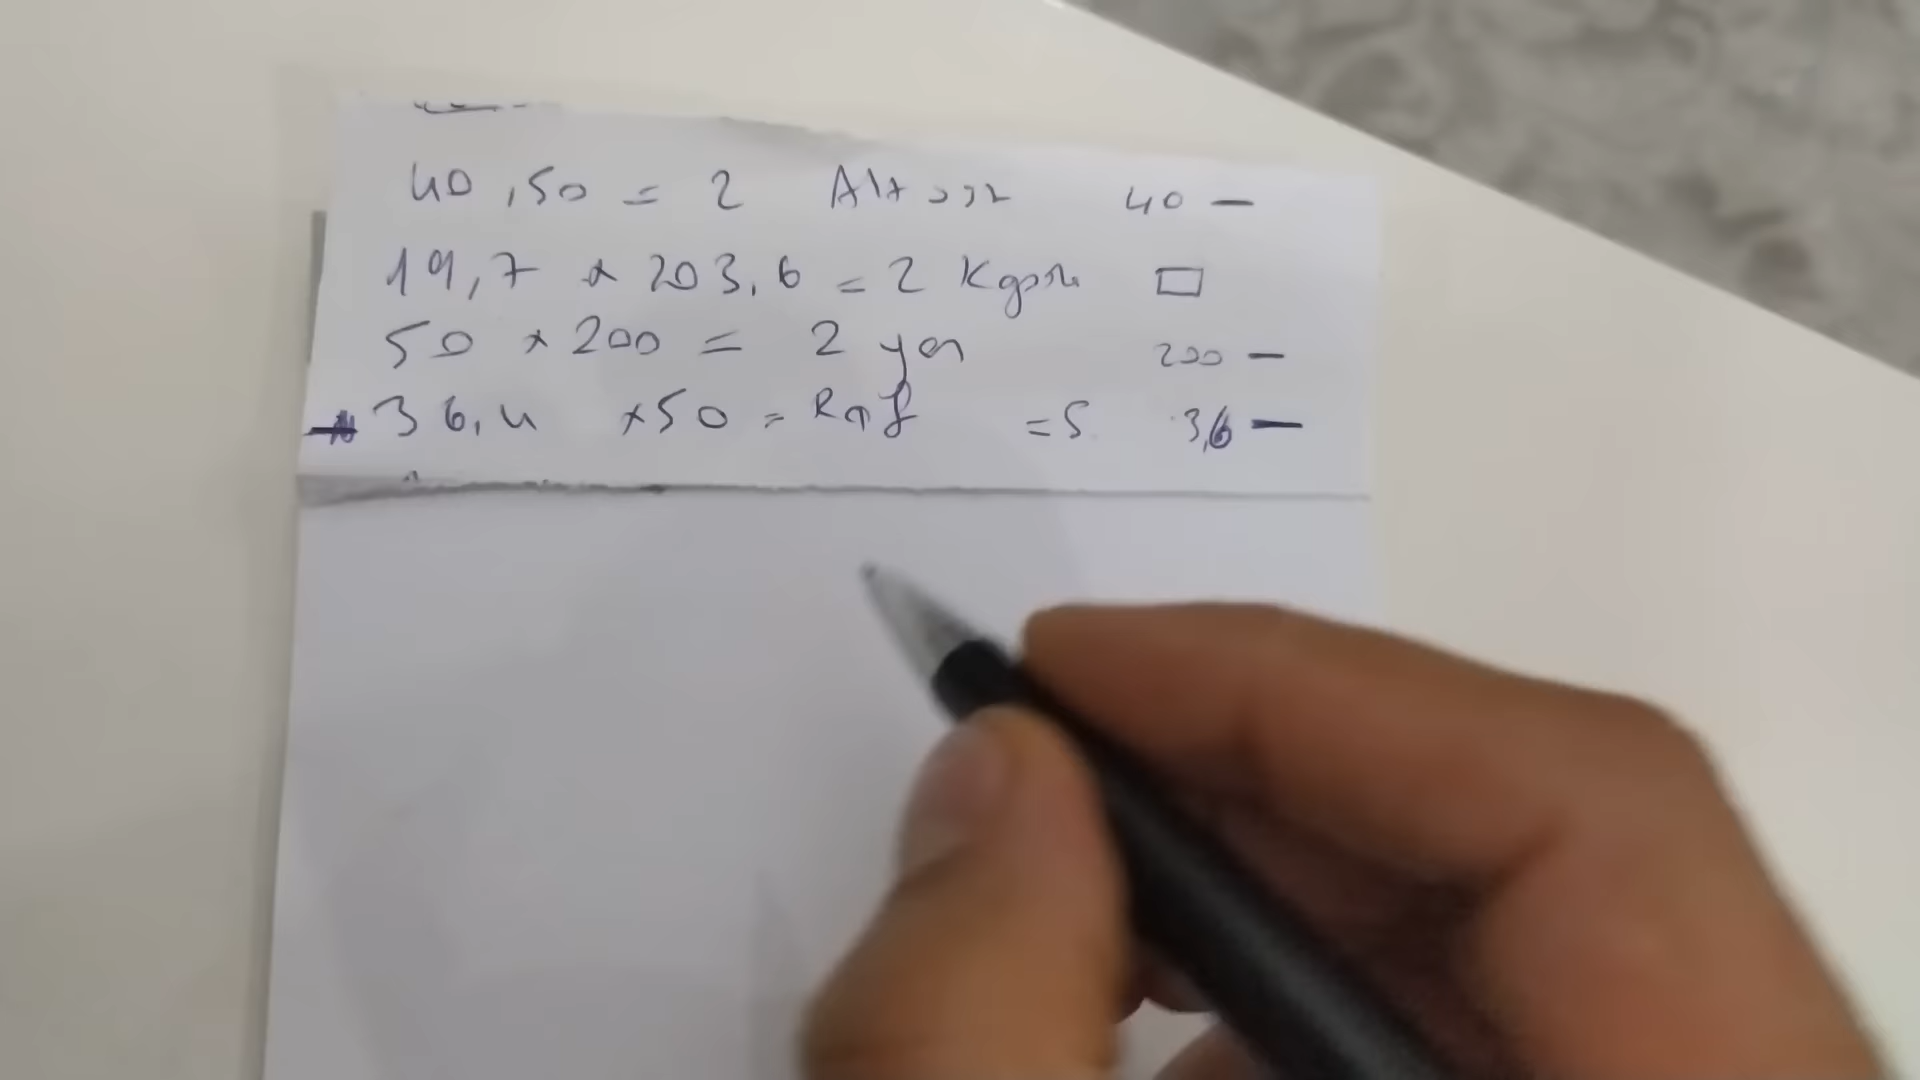 40,50 = 2 Alt üst 40 —
19,7 x 203,6 = 2 Kapak
50 x 200 = 2 yan 200 —
36,4 x50 = Raf = 5 3,6 —